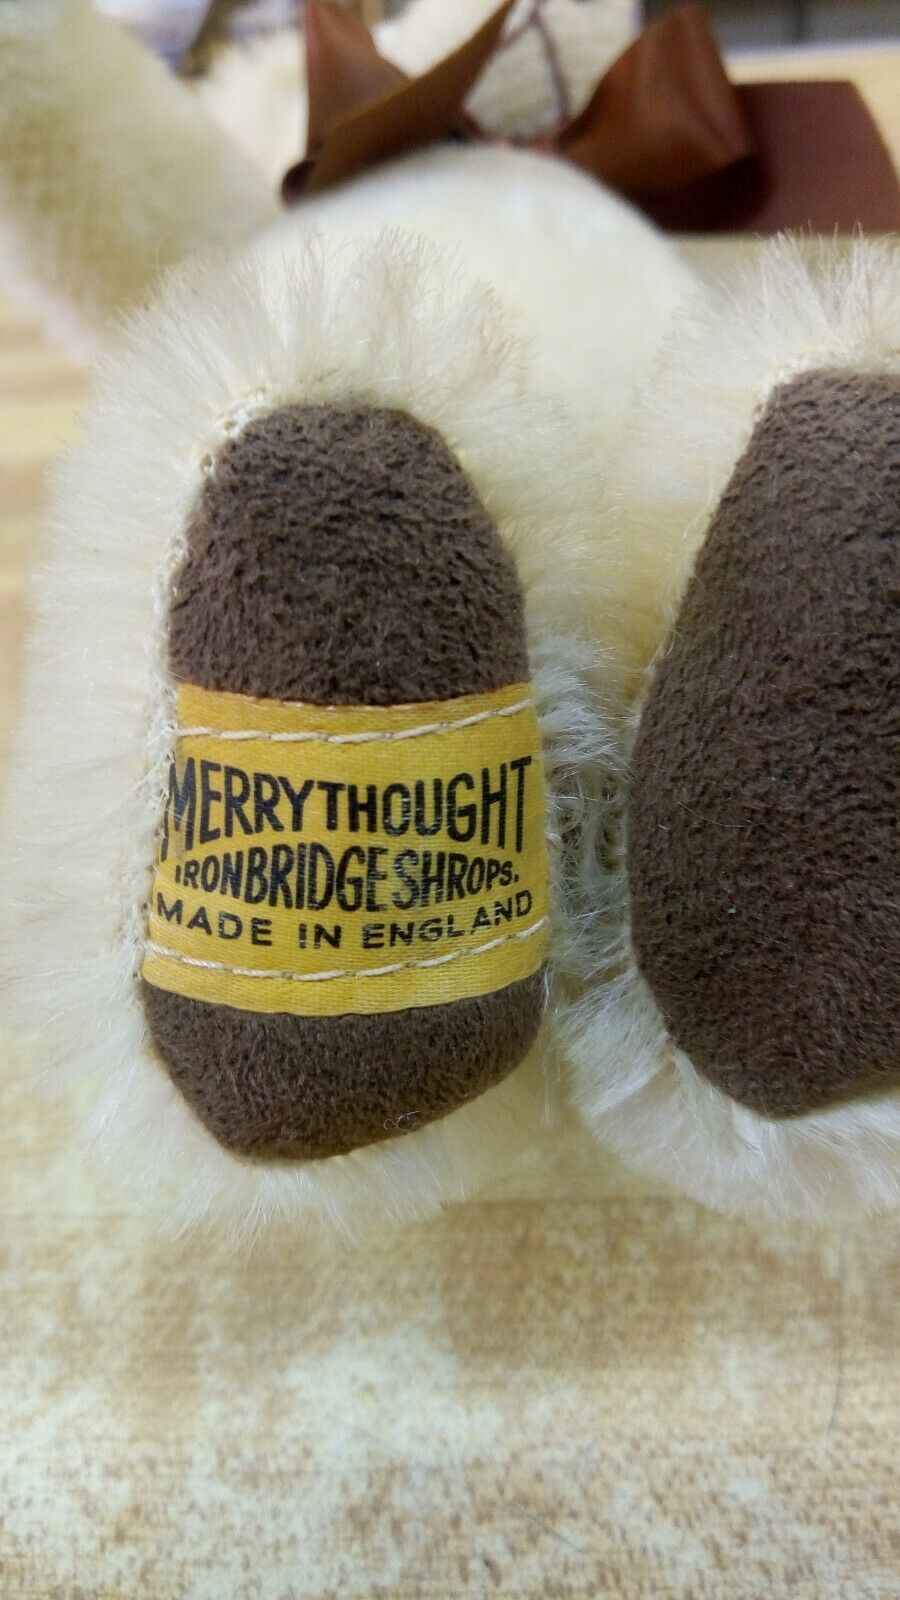 MERRYTHOUGHT
IRONBRIDGE SHROPS.
MADE IN ENGLAND